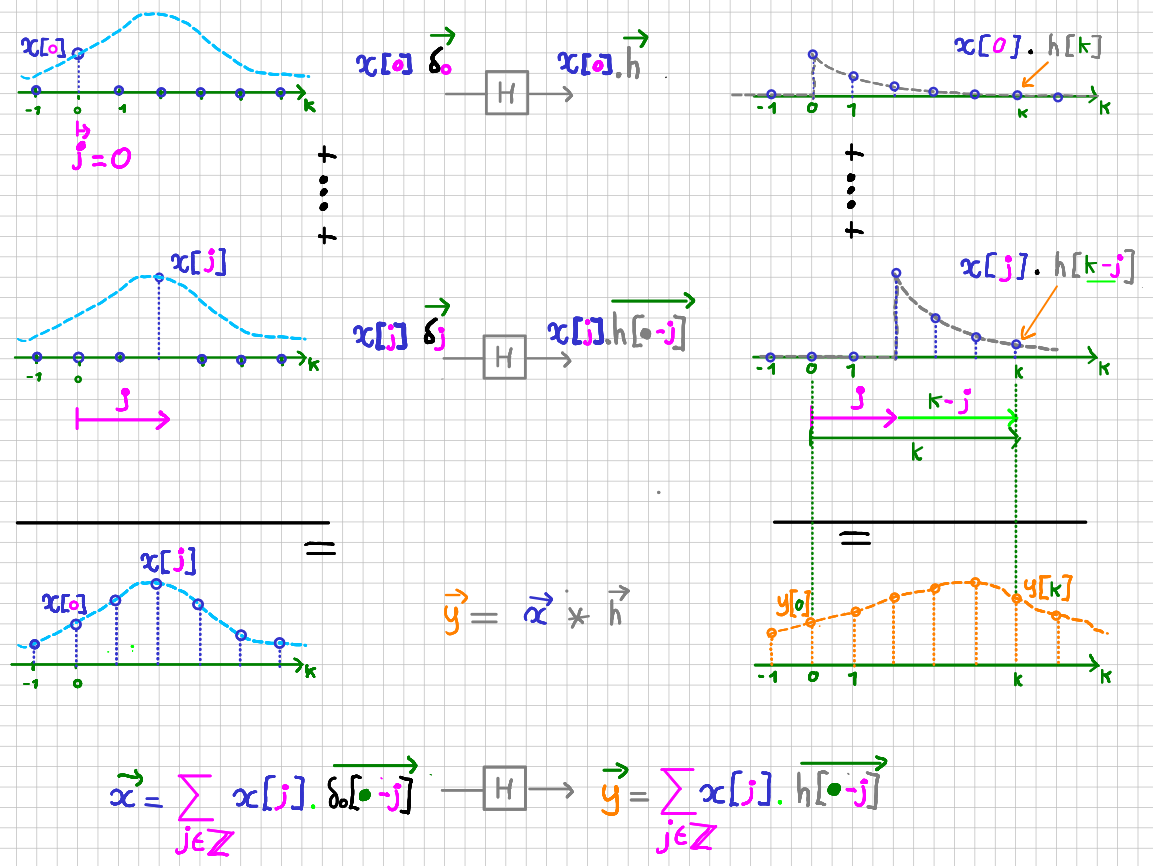 x[0]
-1 0 1 k
j=0
x[0] δ₀⃗
H
x[0].h⃗
x[0] . h[k]
-1 0 1 k k
+
⋮
+
+
⋮
+
x[j]
-1 0 k
j
x[j] δⱼ⃗
H
x[j].h[•-j]
x[j] . h[k-j]
-1 0 1 k k
j k-j
k
=
=
x[j]
x[0]
-1 0 k
y⃗ = x⃗ * h⃗
y[0] y[k]
-1 0 1 k k
x⃗ = ∑ x[j] . δ₀[•-j] H y⃗ = ∑ x[j] . h[•-j]
j∈ℤ j∈ℤ